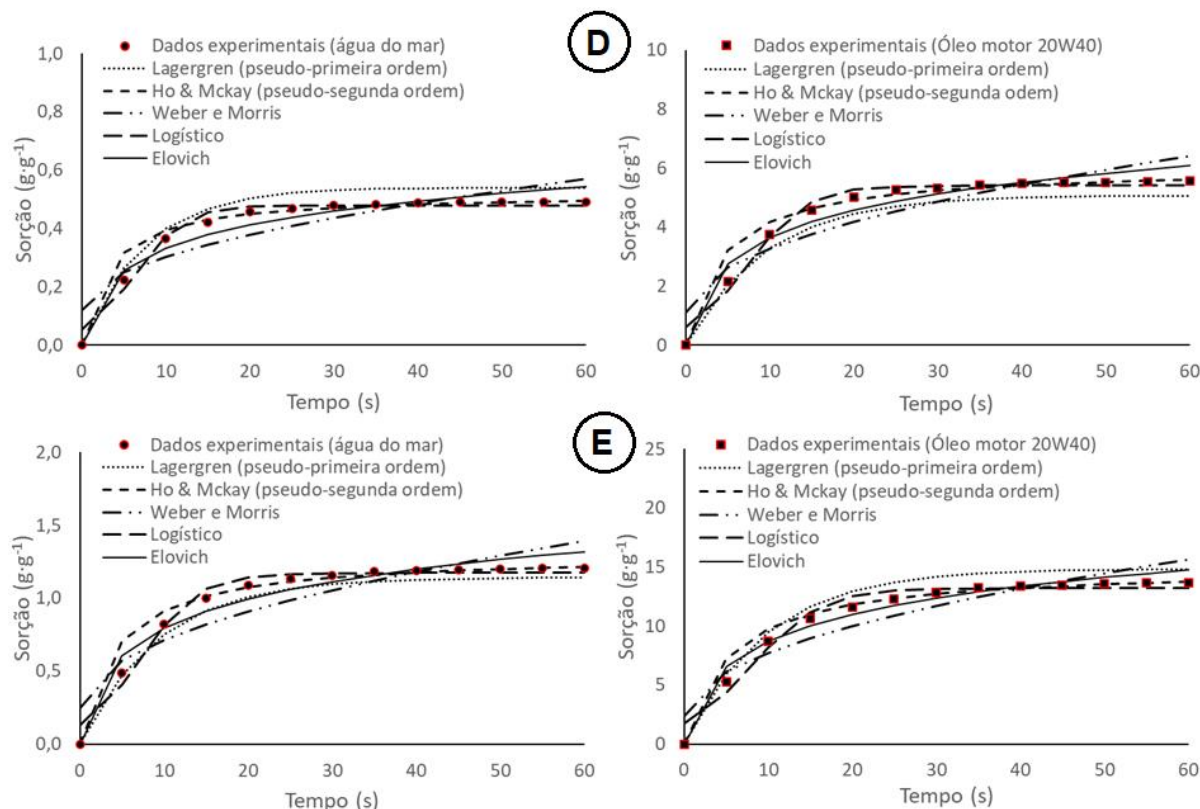 D
1,0
0,8
0,6
0,4
0,2
0,0
Sorção (g·g⁻¹)
Dados experimentais (água do mar)
Lagergren (pseudo-primeira ordem)
Ho & Mckay (pseudo-segunda ordem)
Weber e Morris
Logístico
Elovich
0 10 20 30 40 50 60
Tempo (s)
10
8
6
4
2
0
Sorção (g·g⁻¹)
Dados experimentais (Óleo motor 20W40)
Lagergren (pseudo-primeira ordem)
Ho & Mckay (pseudo-segunda odem)
Weber e Morris
Logístico
Elovich
0 10 20 30 40 50 60
Tempo (s)
E
2,0
1,5
1,0
0,5
0,0
Sorção (g·g⁻¹)
Dados experimentais (água do mar)
Lagergren (pseudo-primeira ordem)
Ho & Mckay (pseudo-segunda ordem)
Weber e Morris
Logístico
Elovich
0 10 20 30 40 50 60
Tempo (s)
25
20
15
10
5
0
Sorção (g·g⁻¹)
Dados experimentais (Óleo motor 20W40)
Lagergren (pseudo-primeira ordem)
Ho & Mckay (pseudo-segunda ordem)
Weber e Morris
Logístico
Elovich
0 10 20 30 40 50 60
Tempo (s)